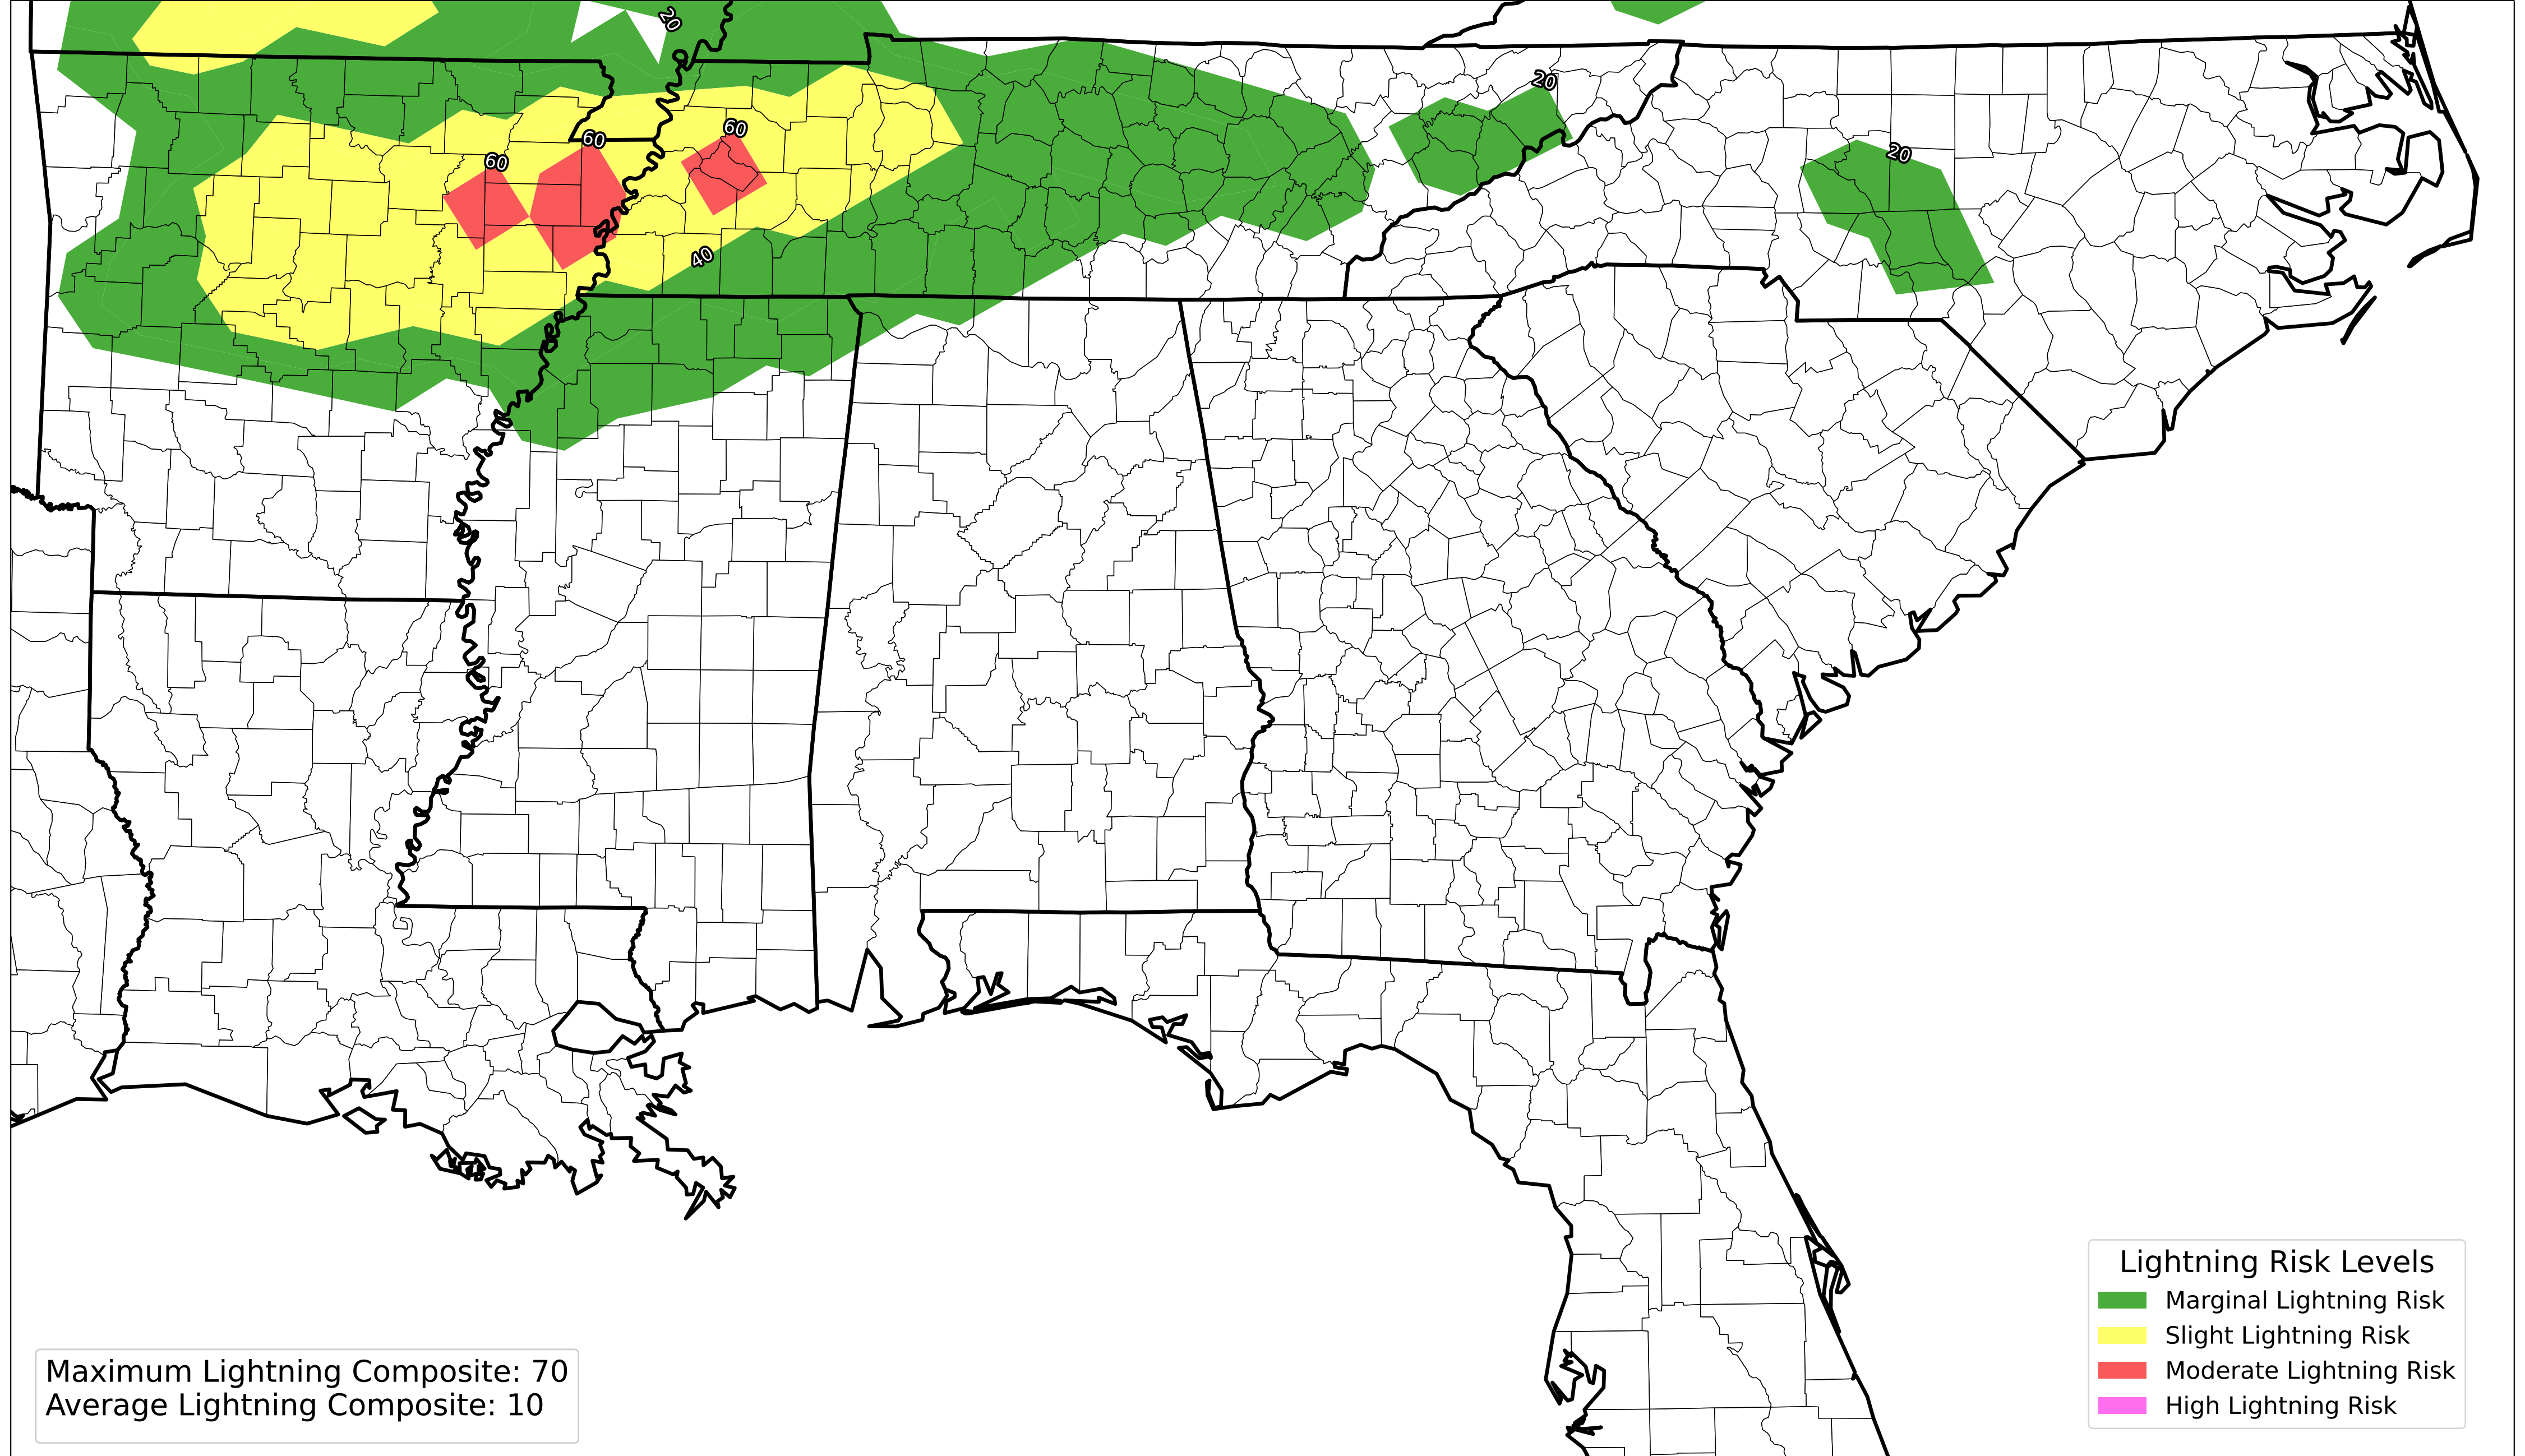 20
20
60
60
60
20
40
Lightning Risk Levels
Marginal Lightning Risk
Slight Lightning Risk
Moderate Lightning Risk
High Lightning Risk
Maximum Lightning Composite: 70
Average Lightning Composite: 10